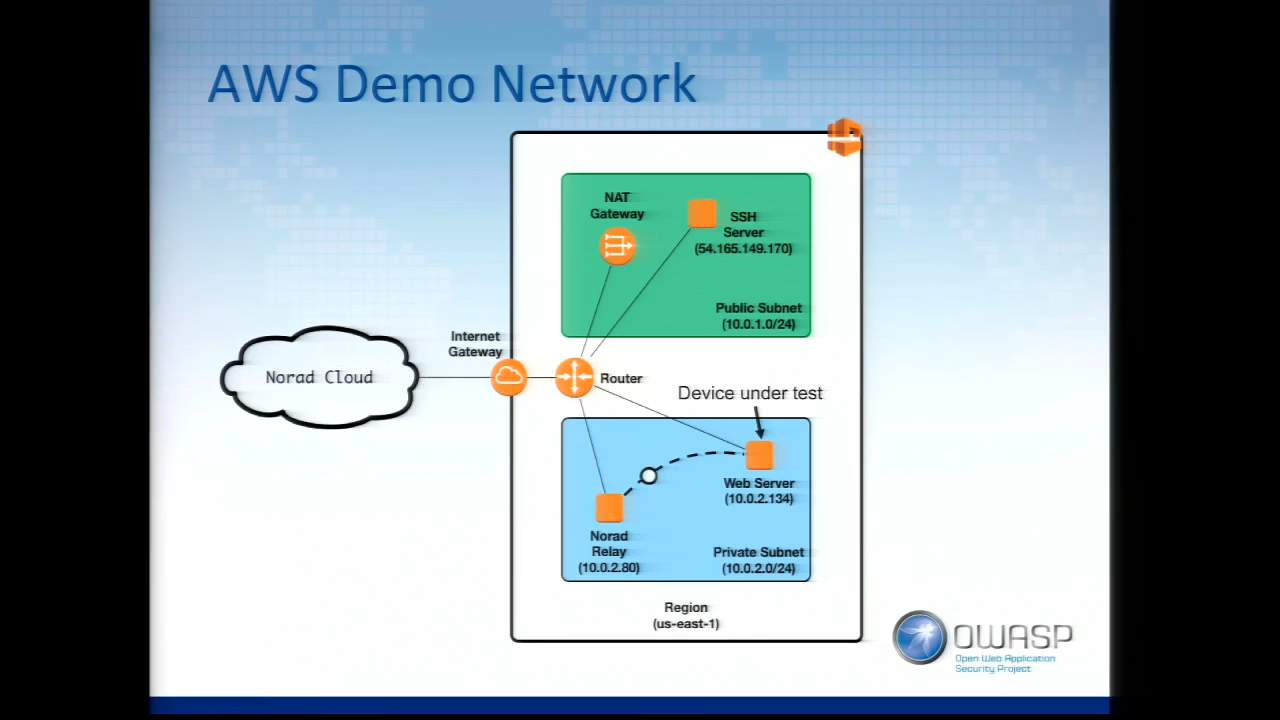 AWS Demo Network
NAT
Gateway
SSH
Server
(54.165.149.170)
Public Subnet
(10.0.1.0/24)
Internet
Gateway
Norad Cloud
Router
Device under test
Web Server
(10.0.2.134)
Norad
Relay
(10.0.2.80)
Private Subnet
(10.0.2.0/24)
Region
(us-east-1)
OWASP
Open Web Application
Security Project